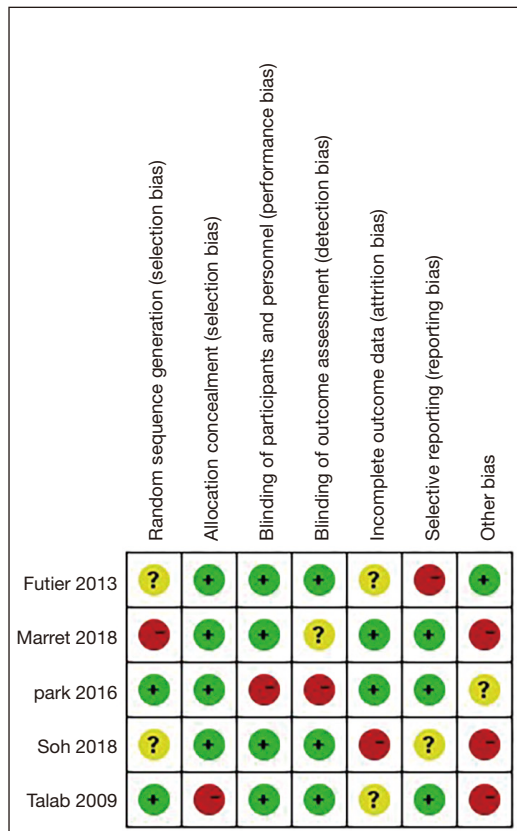 Random sequence generation (selection bias)
Allocation concealment (selection bias)
Blinding of participants and personnel (performance bias)
Blinding of outcome assessment (detection bias)
Incomplete outcome data (attrition bias)
Selective reporting (reporting bias)
Other bias
Futier 2013 ? + + + ? - +
Marret 2018 - + + ? + + -
park 2016 + + - - + + ?
Soh 2018 ? + + + - ? -
Talab 2009 + - + + ? + -